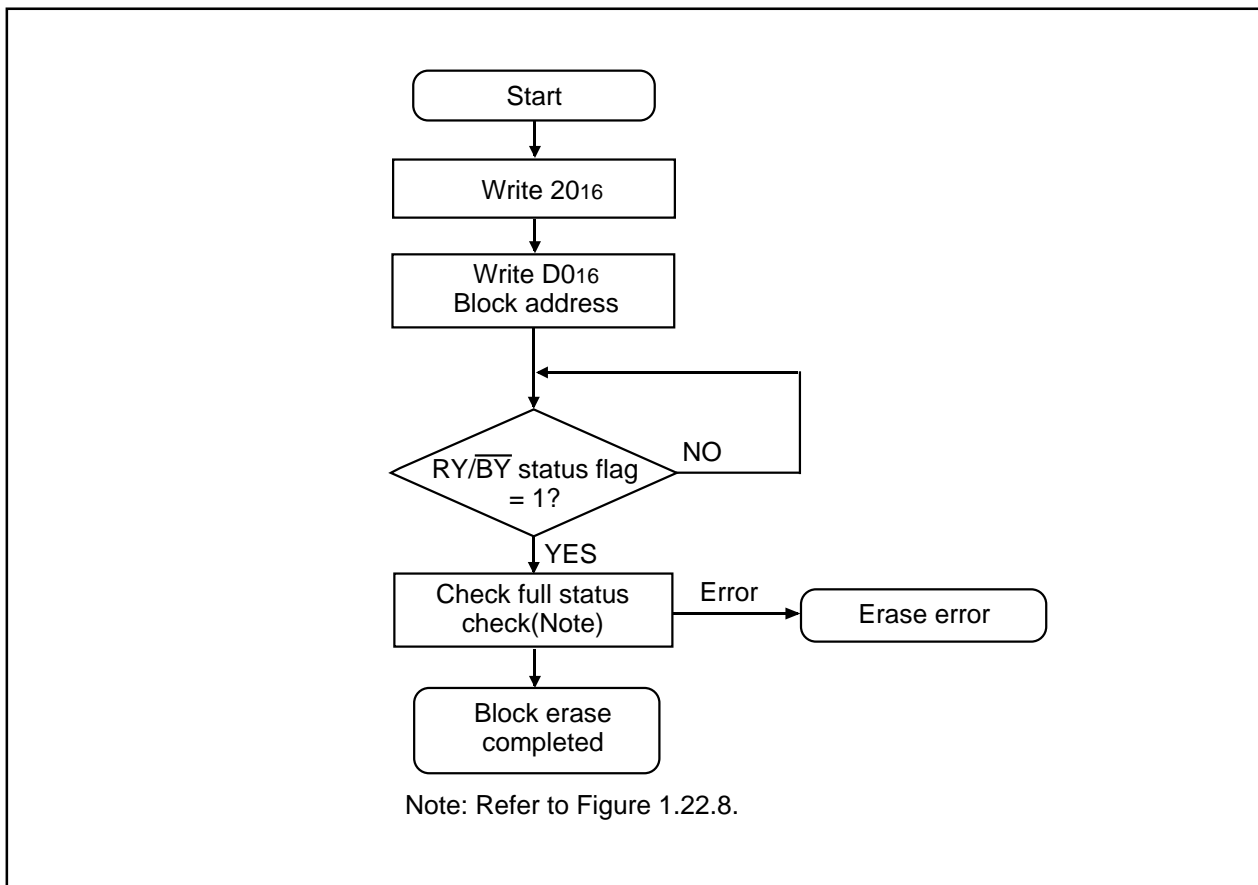 Start
Write 2016
Write D016
Block address
NO
RY/B̅Y̅ status flag
= 1?
YES
Check full status
check(Note)
Error
Erase error
Block erase
completed
Note: Refer to Figure 1.22.8.